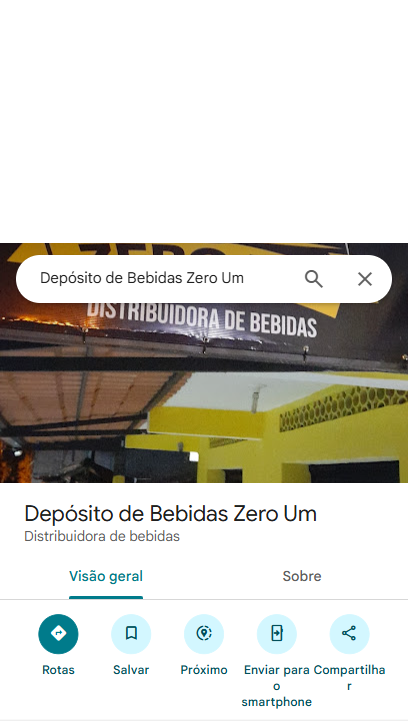 ZERO
Depósito de Bebidas Zero Um
DISTRIBUIDORA DE BEBIDAS
Depósito de Bebidas Zero Um
Distribuidora de bebidas
Visão geral
Sobre
Rotas
Salvar
Próximo
Enviar para
o
smartphone
Compartilha
r